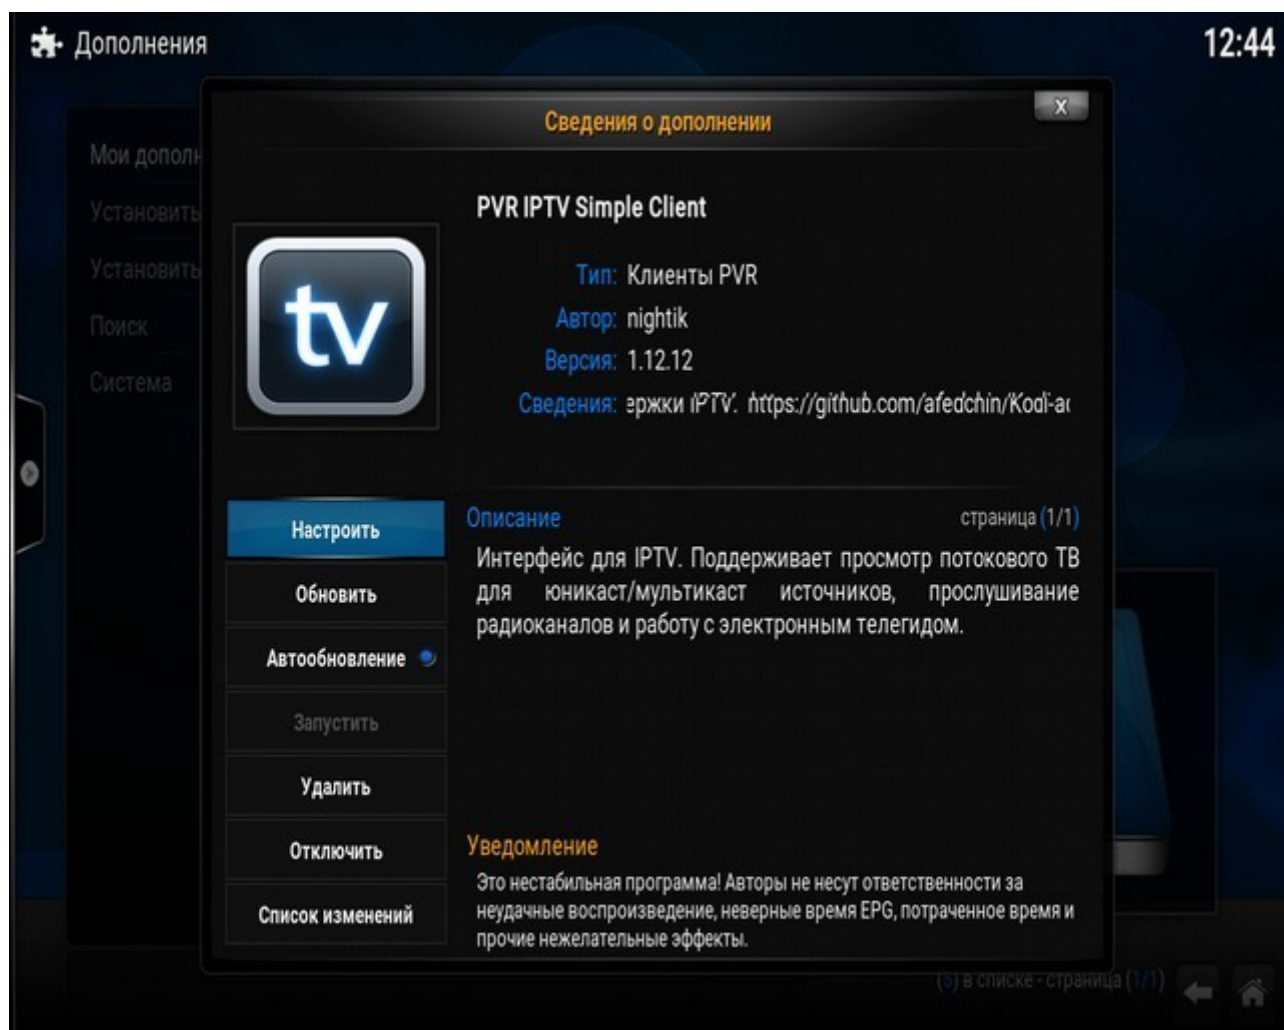 Дополнения
12:44
Сведения о дополнении
X
Мои дополн
Установить
Установить
Поиск
Система
tv
PVR IPTV Simple Client
Тип: Клиенты PVR
Автор: nightik
Версия: 1.12.12
Сведения: ержки IPTV. https://github.com/afedchin/Kodi-ad
Настроить
Обновить
Автообновление
Запустить
Удалить
Отключить
Список изменений
Описание
страница (1/1)
Интерфейс для IPTV. Поддерживает просмотр потокового ТВ
для юникаст/мультикаст источников, прослушивание
радиоканалов и работу с электронным телегидом.
Уведомление
Это нестабильная программа! Авторы не несут ответственности за
неудачные воспроизведение, неверные время EPG, потраченное время и
прочие нежелательные эффекты.
(5) в списке - страница (1/1)